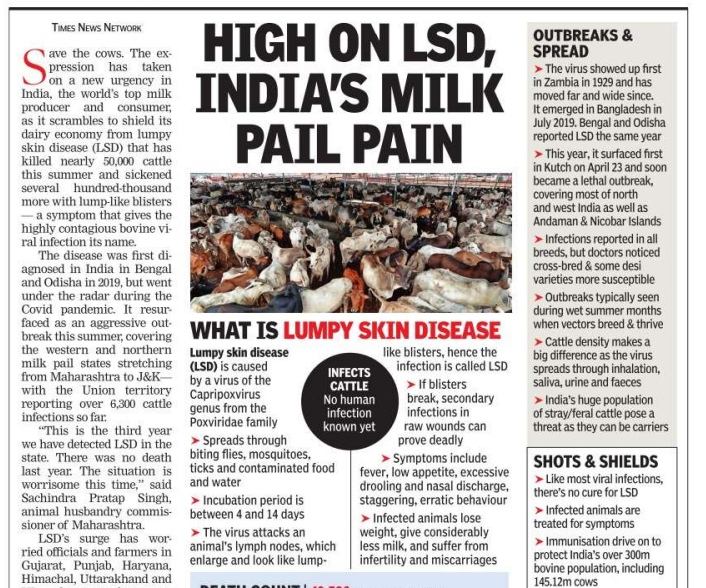 TIMES NEWS NETWORK
Save the cows. The ex-
pression has taken
on a new urgency in
India, the world's top milk
producer and consumer,
as it scrambles to shield its
dairy economy from lumpy
skin disease (LSD) that has
killed nearly 50,000 cattle
this summer and sickened
several hundred-thousand
more with lump-like blisters
— a symptom that gives the
highly contagious bovine vi-
ral infection its name.
The disease was first di-
agnosed in India in Bengal
and Odisha in 2019, but went
under the radar during the
Covid pandemic. It resur-
faced as an aggressive out-
break this summer, covering
the western and northern
milk pail states stretching
from Maharashtra to J&K—
with the Union territory
reporting over 6,300 cattle
infections so far.
"This is the third year
we have detected LSD in the
state. There was no death
last year. The situation is
worrisome this time," said
Sachindra Pratap Singh,
animal husbandry commis-
sioner of Maharashtra.
LSD's surge has wor-
ried officials and farmers in
Gujarat, Punjab, Haryana,
Himachal, Uttarakhand and
HIGH ON LSD,
INDIA'S MILK
PAIL PAIN
WHAT IS LUMPY SKIN DISEASE
Lumpy skin disease
(LSD) is caused
by a virus of the
Capripoxvirus
genus from the
Poxviridae family
➤ Spreads through
biting flies, mosquitoes,
ticks and contaminated food
and water
➤ Incubation period is
between 4 and 14 days
➤ The virus attacks an
animal's lymph nodes, which
enlarge and look like lump-
INFECTS
CATTLE
No human
infection
known yet
like blisters, hence the
infection is called LSD
➤ If blisters
break, secondary
infections in
raw wounds can
prove deadly
➤ Symptoms include
fever, low appetite, excessive
drooling and nasal discharge,
staggering, erratic behaviour
➤ Infected animals lose
weight, give considerably
less milk, and suffer from
infertility and miscarriages
OUTBREAKS &
SPREAD
➤ The virus showed up first
in Zambia in 1929 and has
moved far and wide since.
It emerged in Bangladesh in
July 2019. Bengal and Odisha
reported LSD the same year
➤ This year, it surfaced first
in Kutch on April 23 and soon
became a lethal outbreak,
covering most of north
and west India as well as
Andaman & Nicobar Islands
➤ Infections reported in all
breeds, but doctors noticed
cross-bred & some desi
varieties more susceptible
➤ Outbreaks typically seen
during wet summer months
when vectors breed & thrive
➤ Cattle density makes a
big difference as the virus
spreads through inhalation,
saliva, urine and faeces
➤ India's huge population
of stray/feral cattle pose a
threat as they can be carriers
SHOTS & SHIELDS
➤ Like most viral infections,
there's no cure for LSD
➤ Infected animals are
treated for symptoms
➤ Immunisation drive on to
protect India's over 300m
bovine population, including
145.12m cows